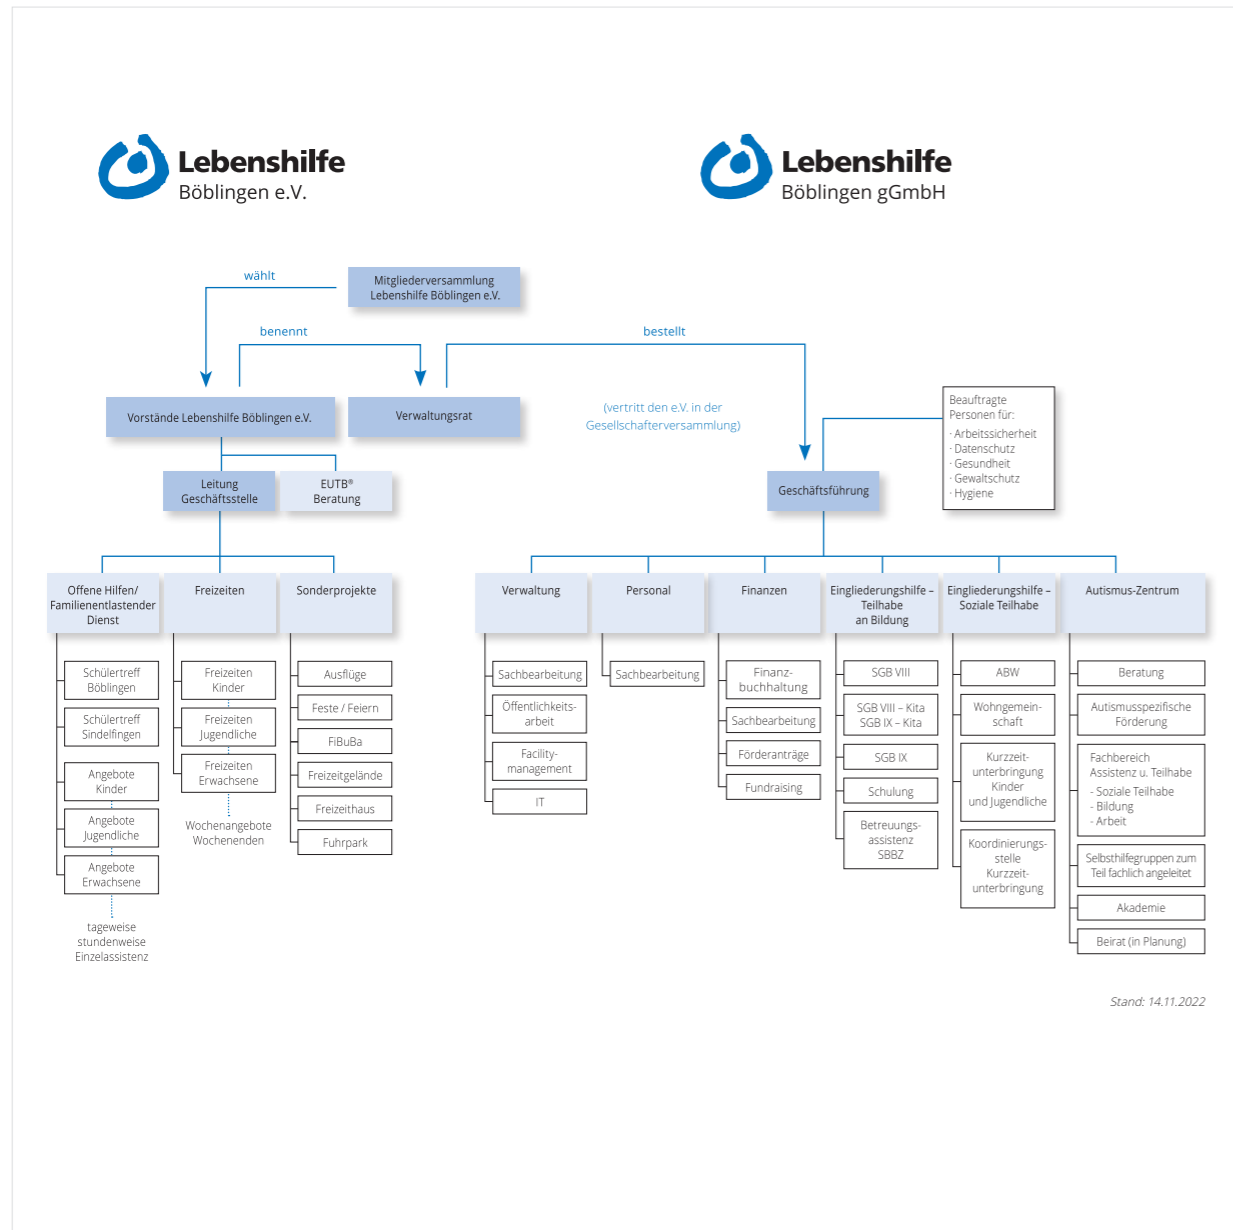 Lebenshilfe
Böblingen e.V.
Lebenshilfe
Böblingen gGmbH
wählt
Mitgliederversammlung
Lebenshilfe Böblingen e.V.
benennt
bestellt
Vorstände Lebenshilfe Böblingen e.V.
Verwaltungsrat
(vertritt den e.V. in der
Gesellschafterversammlung)
Beauftragte
Personen für:
· Arbeitssicherheit
· Datenschutz
· Gesundheit
· Gewaltschutz
· Hygiene
Leitung
Geschäftsstelle
EUTB®
Beratung
Geschäftsführung
Offene Hilfen/
Familienentlastender
Dienst
Schülertreff
Böblingen
Schülertreff
Sindelfingen
Angebote
Kinder
Angebote
Jugendliche
Angebote
Erwachsene
tageweise
stundenweise
Einzelassistenz
Freizeiten
Freizeiten
Kinder
Freizeiten
Jugendliche
Freizeiten
Erwachsene
Wochenangebote
Wochenenden
Sonderprojekte
Ausflüge
Feste / Feiern
FiBuBa
Freizeitgelände
Freizeithaus
Fuhrpark
Verwaltung
Sachbearbeitung
Öffentlichkeits-
arbeit
Facility-
management
IT
Personal
Sachbearbeitung
Finanzen
Finanz-
buchhaltung
Sachbearbeitung
Förderanträge
Fundraising
Eingliederungshilfe –
Teilhabe
an Bildung
SGB VIII
SGB VIII – Kita
SGB IX – Kita
SGB IX
Schulung
Betreuungs-
assistenz
SBBZ
Eingliederungshilfe –
Soziale Teilhabe
ABW
Wohngemein-
schaft
Kurzzeit-
unterbringung
Kinder
und Jugendliche
Koordinierungs-
stelle
Kurzzeit-
unterbringung
Autismus-Zentrum
Beratung
Autismusspezifische
Förderung
Fachbereich
Assistenz u. Teilhabe
- Soziale Teilhabe
- Bildung
- Arbeit
Selbsthilfegruppen zum
Teil fachlich angeleitet
Akademie
Beirat (in Planung)
Stand: 14.11.2022